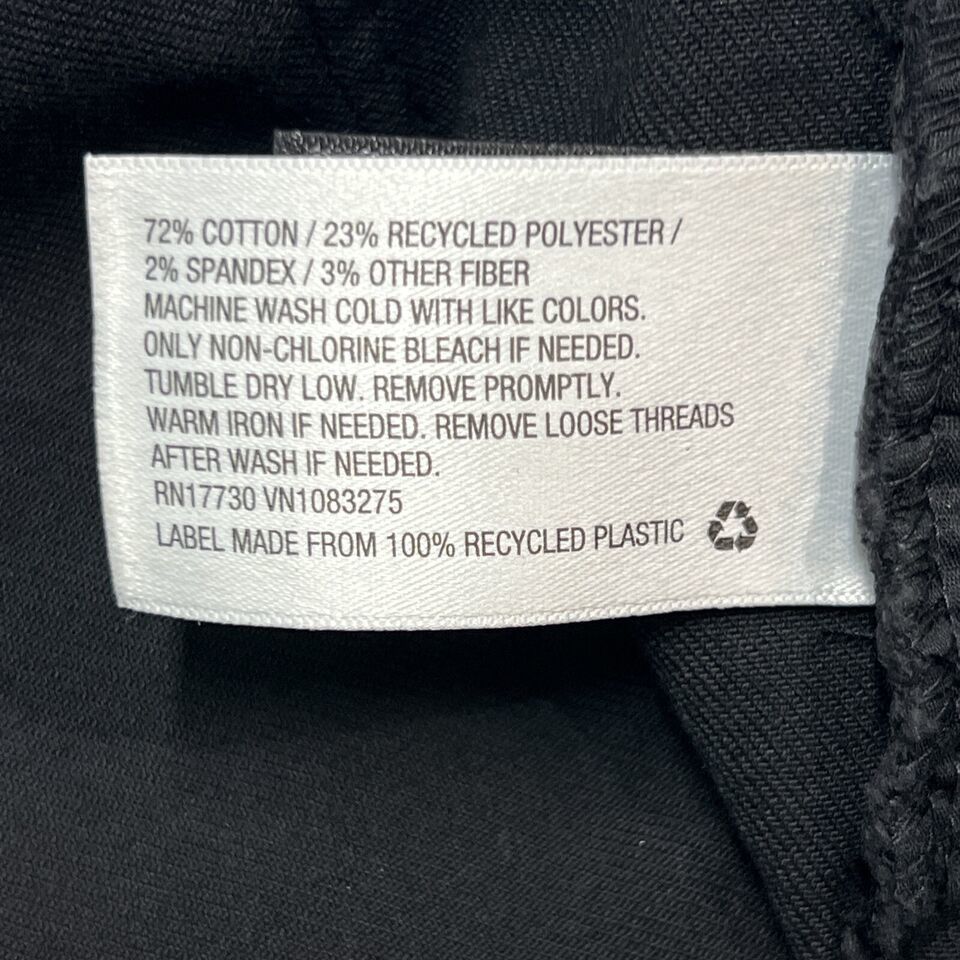 72% COTTON / 23% RECYCLED POLYESTER /
2% SPANDEX / 3% OTHER FIBER
MACHINE WASH COLD WITH LIKE COLORS.
ONLY NON-CHLORINE BLEACH IF NEEDED.
TUMBLE DRY LOW. REMOVE PROMPTLY.
WARM IRON IF NEEDED. REMOVE LOOSE THREADS
AFTER WASH IF NEEDED.
RN17730 VN1083275
LABEL MADE FROM 100% RECYCLED PLASTIC